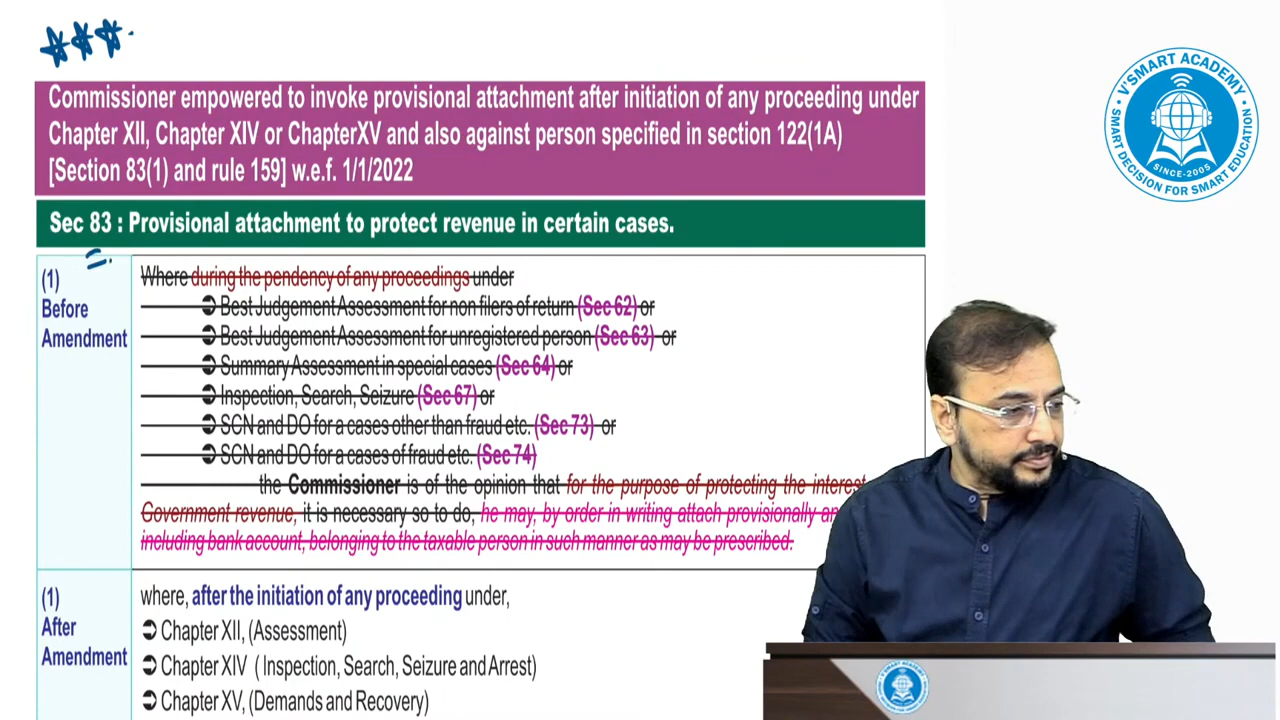 Commissioner empowered to invoke provisional attachment after initiation of any proceeding under
Chapter XII, Chapter XIV or ChapterXV and also against person specified in section 122(1A)
[Section 83(1) and rule 159] w.e.f. 1/1/2022
V'SMART ACADEMY
SINCE-2005
SMART DECISION FOR SMART EDUCATION
Sec 83 : Provisional attachment to protect revenue in certain cases.
(1)
Before
Amendment
Where during the pendency of any proceedings under
➲ Best Judgement Assessment for non filers of return (Sec 62) or
➲ Best Judgement Assessment for unregistered person (Sec 63) or
➲ Summary Assessment in special cases (Sec 64) or
➲ Inspection, Search, Seizure (Sec 67) or
➲ SCN and DO for a cases other than fraud etc. (Sec 73) or
➲ SCN and DO for a cases of fraud etc. (Sec 74)
the Commissioner is of the opinion that for the purpose of protecting the interest
Government revenue, it is necessary so to do, he may, by order in writing attach provisionally
including bank account, belonging to the taxable person in such manner as may be prescribed.
(1)
After
Amendment
where, after the initiation of any proceeding under,
➲ Chapter XII, (Assessment)
➲ Chapter XIV ( Inspection, Search, Seizure and Arrest)
➲ Chapter XV, (Demands and Recovery)